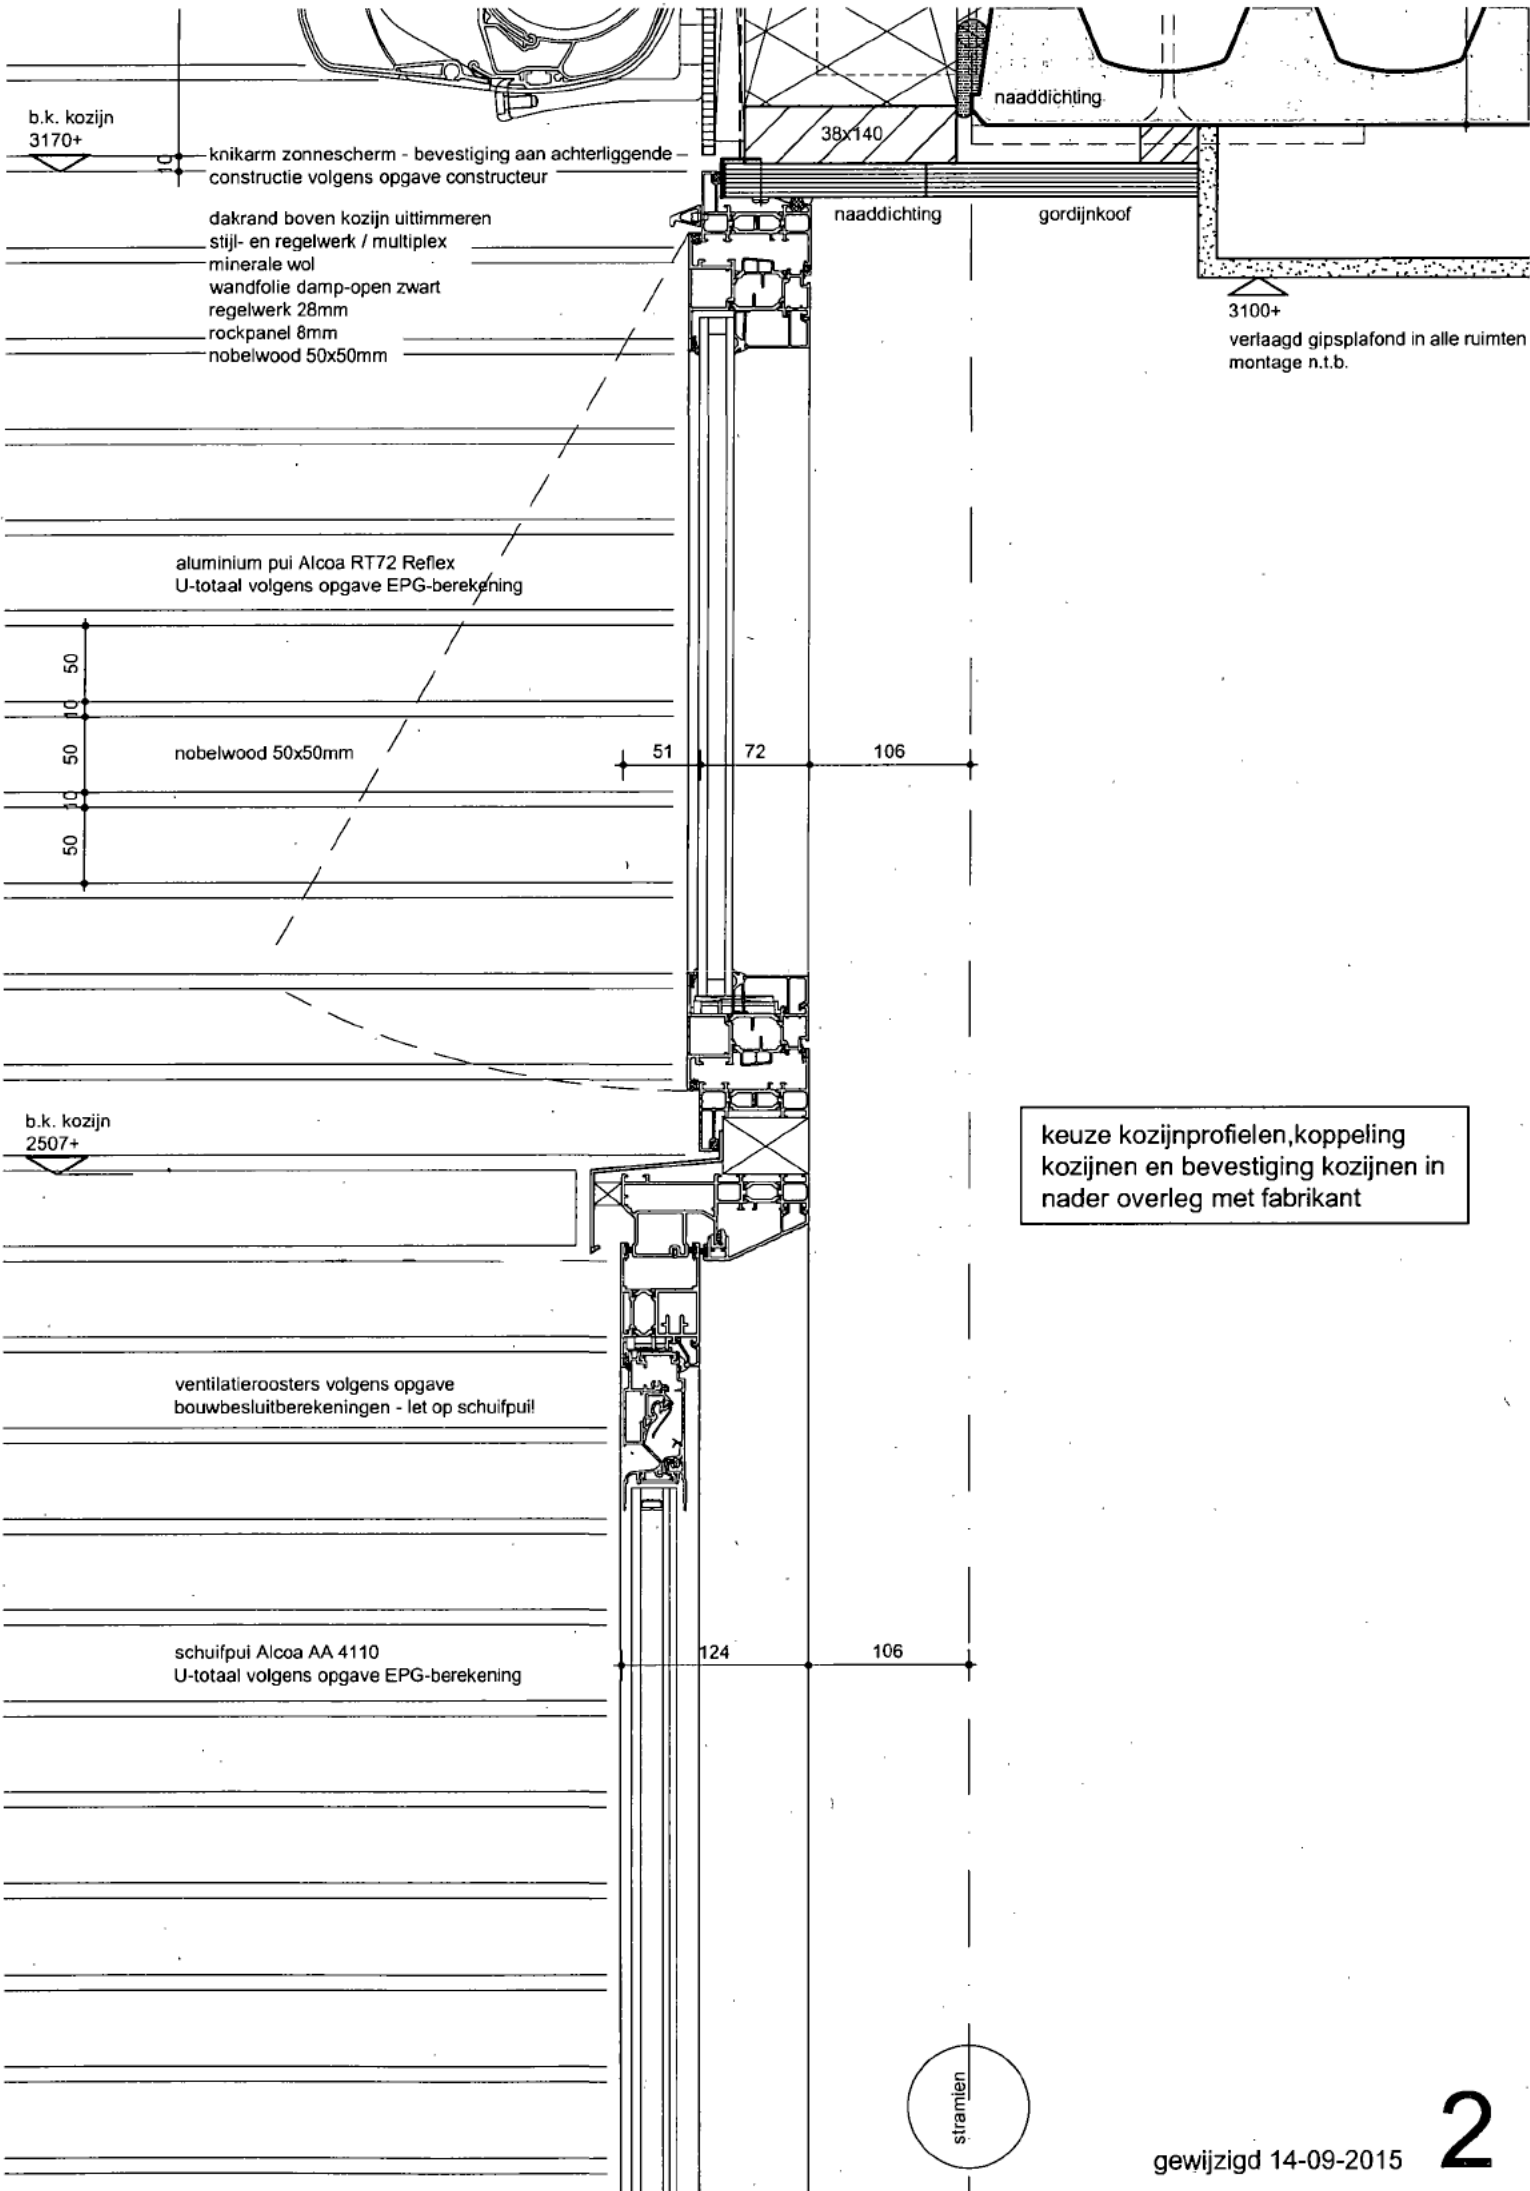 naaddichting
b.k. kozijn
3170+
38x140
10
knikarm zonnescherm - bevestiging aan achterliggende
constructie volgens opgave constructeur
dakrand boven kozijn uittimmeren
stijl- en regelwerk / multiplex
minerale wol
wandfolie damp-open zwart
regelwerk 28mm
rockpanel 8mm
nobelwood 50x50mm
naaddichting
gordijnkoof
3100+
verlaagd gipsplafond in alle ruimten
montage n.t.b.
aluminium pui Alcoa RT72 Reflex
U-totaal volgens opgave EPG-berekening
50
10
50
10
50
nobelwood 50x50mm
51
72
106
b.k. kozijn
2507+
keuze kozijnprofielen,koppeling
kozijnen en bevestiging kozijnen in
nader overleg met fabrikant
ventilatieroosters volgens opgave
bouwbesluitberekeningen - let op schuifpui!
schuifpui Alcoa AA 4110
U-totaal volgens opgave EPG-berekening
124
106
stramien
gewijzigd 14-09-2015
2